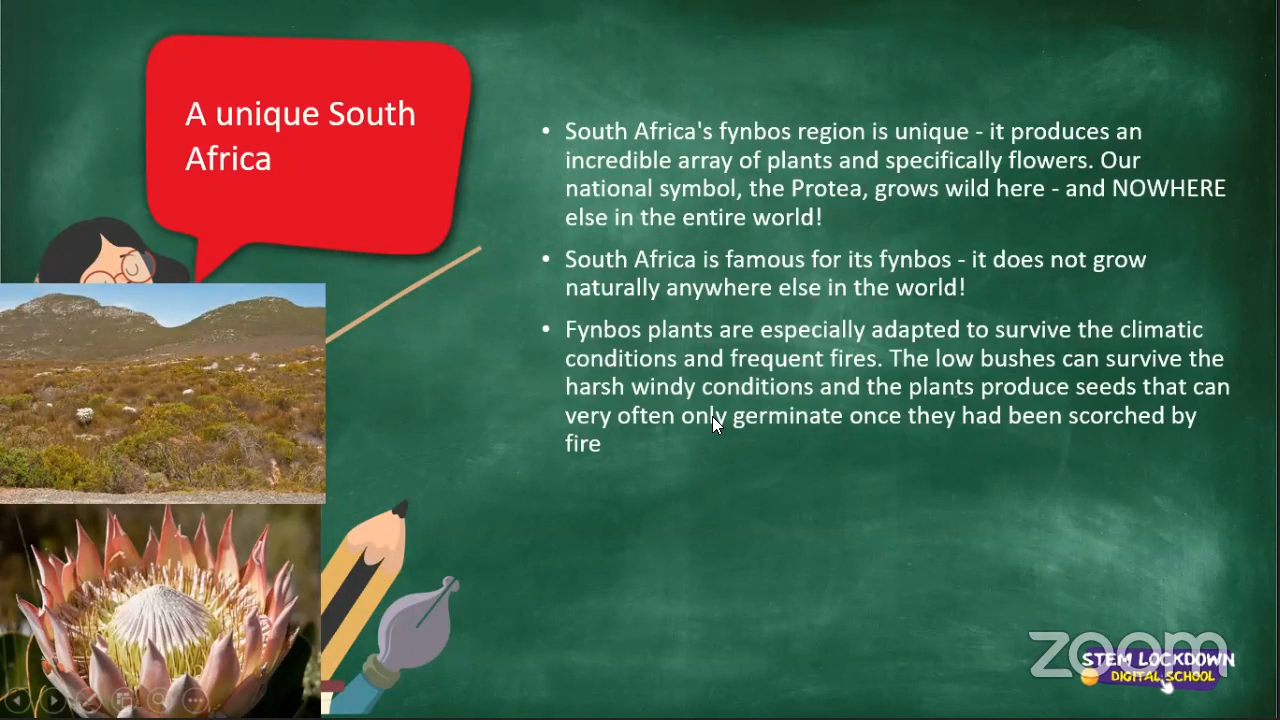 A unique South
Africa
• South Africa's fynbos region is unique - it produces an
incredible array of plants and specifically flowers. Our
national symbol, the Protea, grows wild here - and NOWHERE
else in the entire world!
• South Africa is famous for its fynbos - it does not grow
naturally anywhere else in the world!
• Fynbos plants are especially adapted to survive the climatic
conditions and frequent fires. The low bushes can survive the
harsh windy conditions and the plants produce seeds that can
very often only germinate once they had been scorched by
fire
zoom
STEM LOCKDOWN
DIGITAL SCHOOL